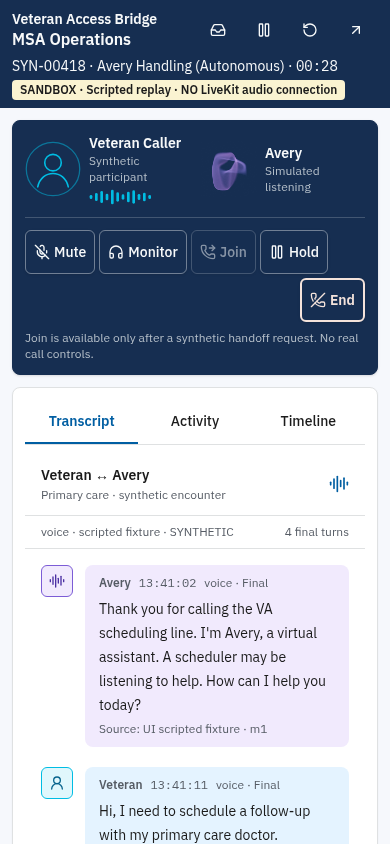 Veteran Access Bridge
MSA Operations
SYN-00418 · Avery Handling (Autonomous) · 00:28
SANDBOX · Scripted replay · NO LiveKit audio connection
Veteran Caller
Synthetic
participant
Avery
Simulated
listening
Mute
Monitor
Join
Hold
End
Join is available only after a synthetic handoff request. No real
call controls.
Transcript
Activity
Timeline
Veteran ↔ Avery
Primary care · synthetic encounter
voice · scripted fixture · SYNTHETIC
4 final turns
Avery 13:41:02 voice · Final
Thank you for calling the VA
scheduling line. I'm Avery, a virtual
assistant. A scheduler may be
listening to help. How can I help you
today?
Source: UI scripted fixture · m1
Veteran 13:41:11 voice · Final
Hi, I need to schedule a follow-up
with my primary care doctor.